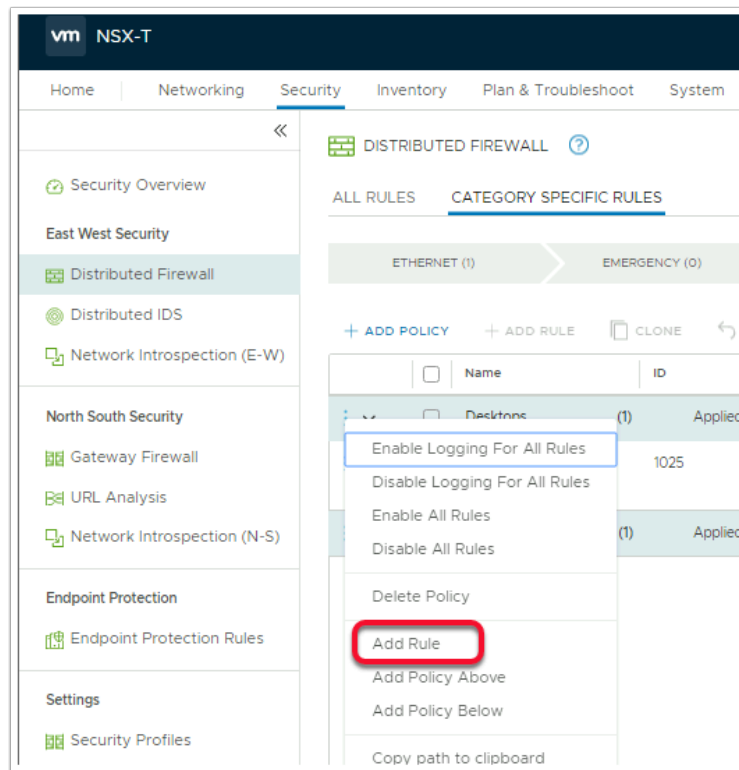 vm NSX-T
Home Networking Security Inventory Plan & Troubleshoot System
DISTRIBUTED FIREWALL
ALL RULES CATEGORY SPECIFIC RULES
Security Overview
East West Security
Distributed Firewall
Distributed IDS
Network Introspection (E-W)
North South Security
Gateway Firewall
URL Analysis
Network Introspection (N-S)
Endpoint Protection
Endpoint Protection Rules
Settings
Security Profiles
ETHERNET (1) EMERGENCY (0)
+ ADD POLICY + ADD RULE CLONE
Name ID
Desktops (1) Applied
1025
(1) Applied
Enable Logging For All Rules
Disable Logging For All Rules
Enable All Rules
Disable All Rules
Delete Policy
Add Rule
Add Policy Above
Add Policy Below
Copy path to clipboard